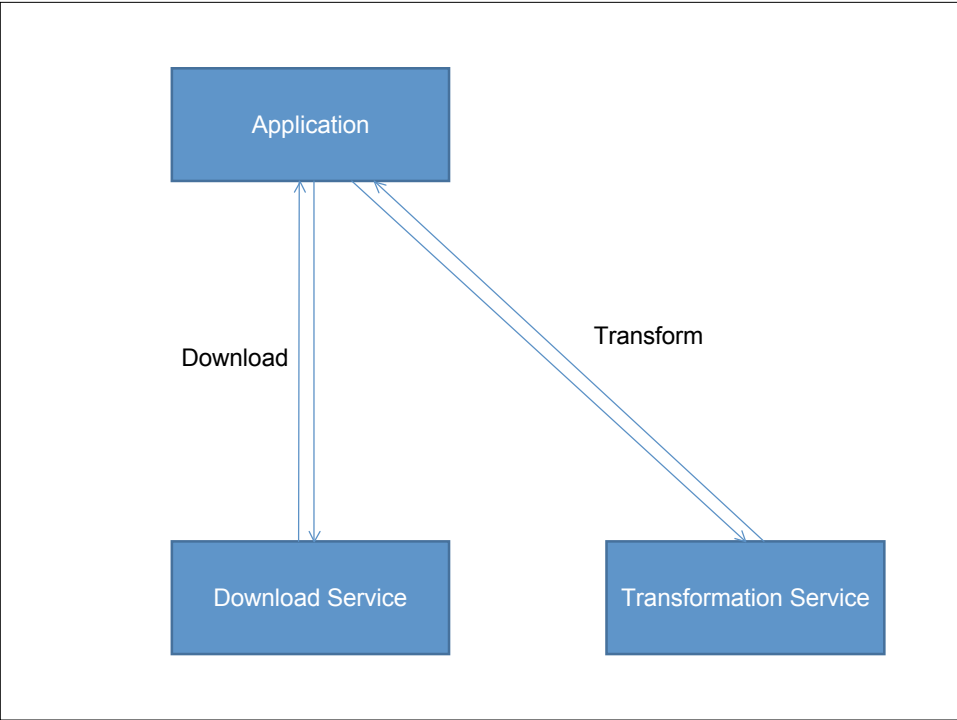 Application
Transform
Download
Download Service
Transformation Service